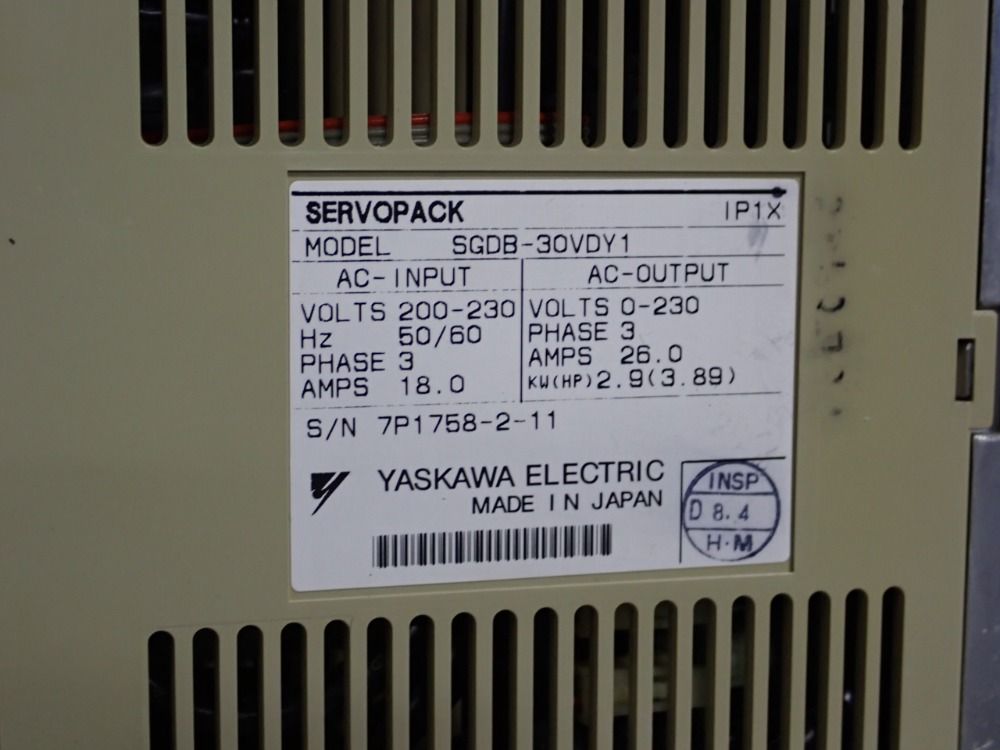 SERVOPACK IP1X
MODEL SGDB-30VDY1
AC-INPUT
VOLTS 200-230
Hz 50/60
PHASE 3
AMPS 18.0
AC-OUTPUT
VOLTS 0-230
PHASE 3
AMPS 26.0
KW(HP) 2.9(3.89)
S/N 7P1758-2-11
YASKAWA ELECTRIC
MADE IN JAPAN
INSP
D 8.4
H·M